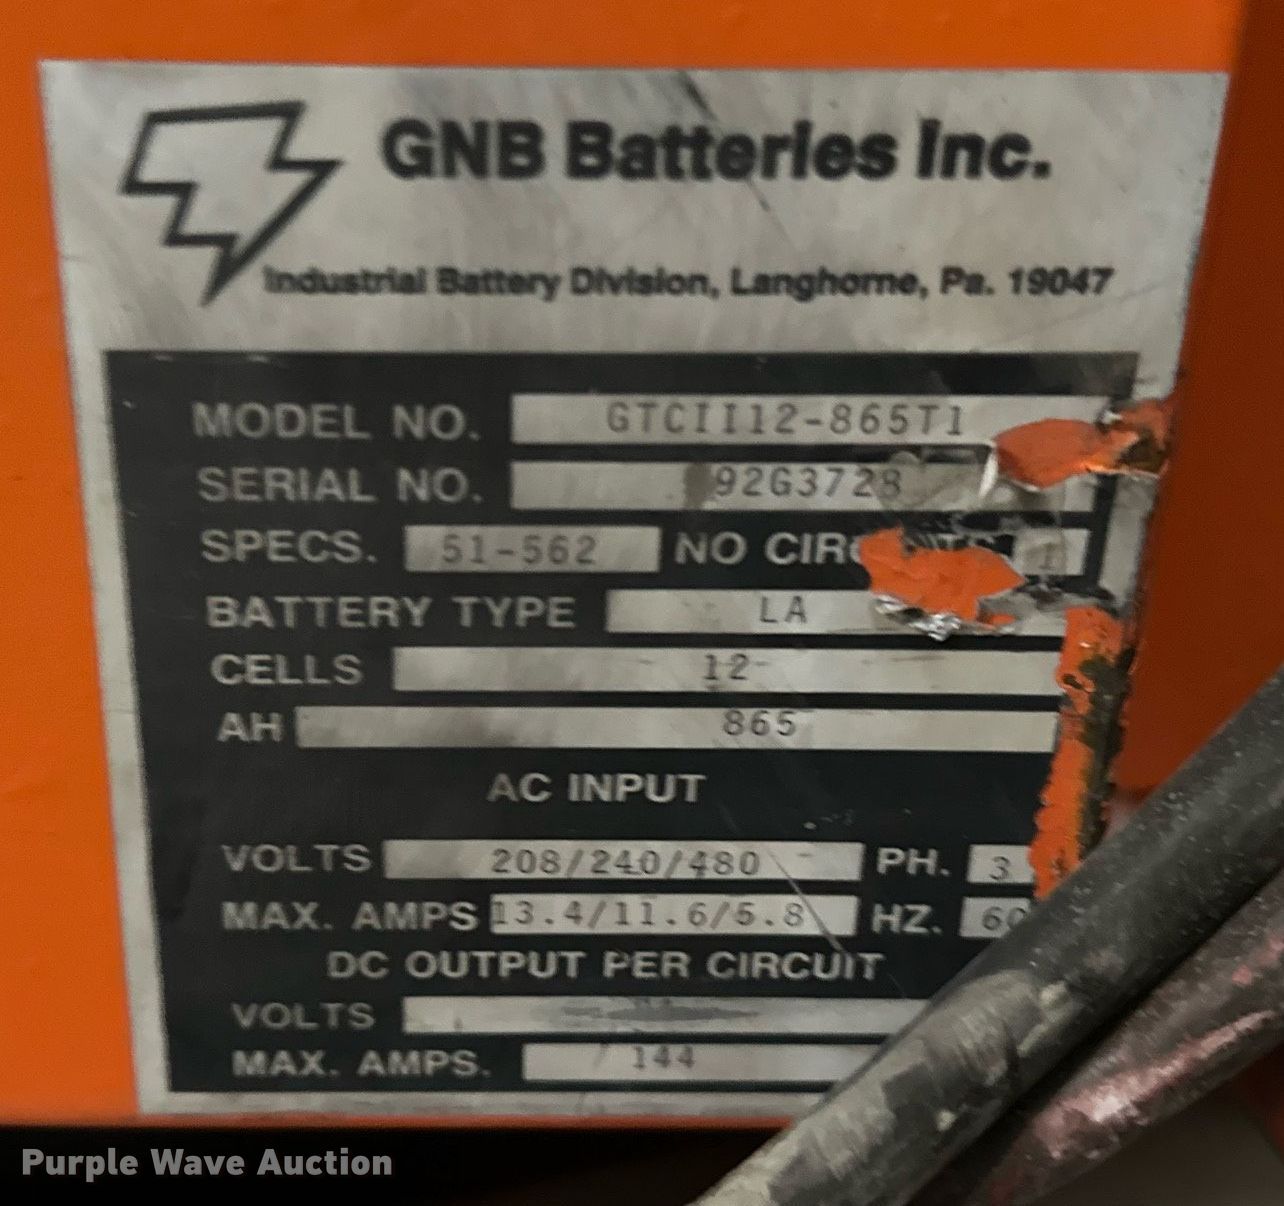 GNB Batteries Inc.
Industrial Battery Division, Langhorne, Pa. 19047
MODEL NO. GTCII12-865T1
SERIAL NO. 92G3728
SPECS. 51-562 NO 1
BATTERY TYPE LA
CELLS 12
AH 865
AC INPUT
VOLTS 208/240/480 PH. 3
MAX. AMPS 13.4/11.6/5.8 HZ. 60
DC OUTPUT PER CIRCUIT
VOLTS
MAX. AMPS. 144
Purple Wave Auction